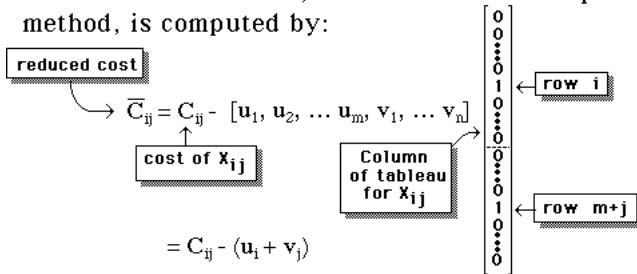 method, is computed by:
reduced cost
C̅ij = Cij - [u1, u2, ... um, v1, ... vn]
cost of Xij
Column
of tableau
for Xij
0
0
0
1
0
0
0
0
1
0
0
row i
row m+j
= Cij - (ui + vj)